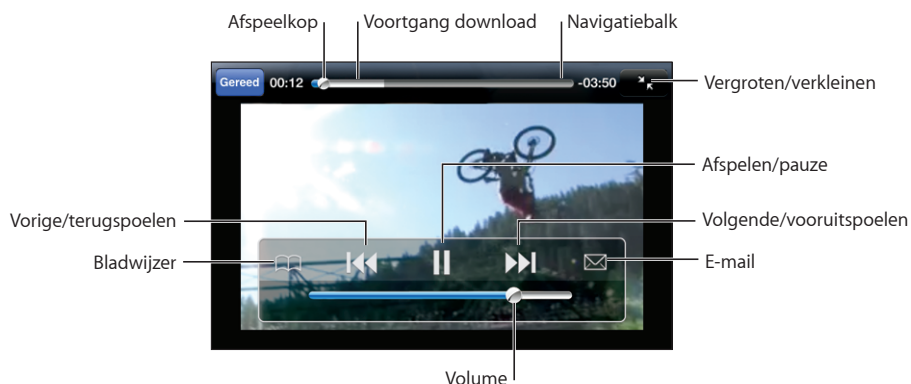 Afspeelkop
Voortgang download
Navigatiebalk
Gereed
00:12
-03:50
Vergroten/verkleinen
Afspelen/pauze
Vorige/terugspoelen
Volgende/vooruitspoelen
Bladwijzer
E-mail
Volume